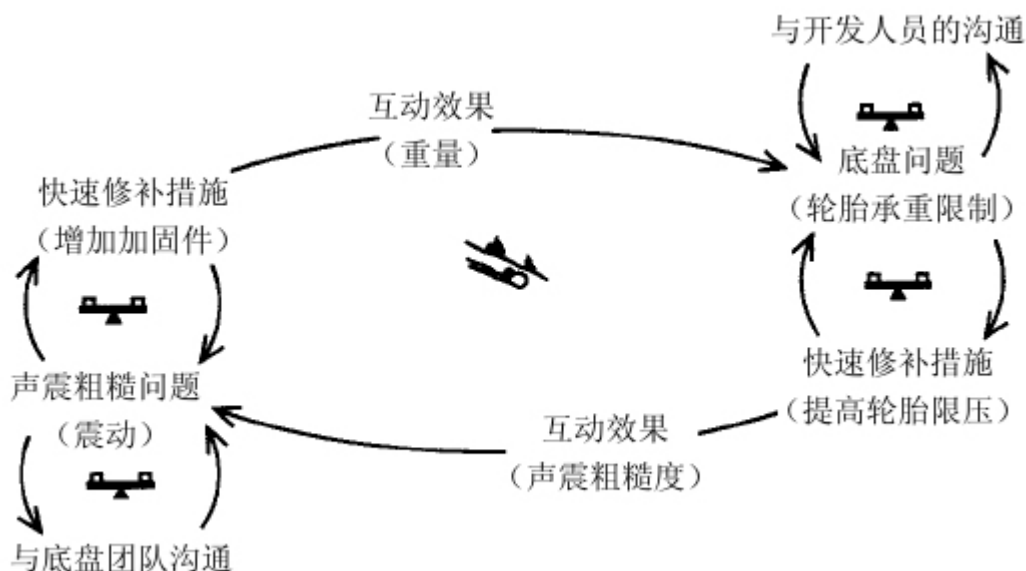 与开发人员的沟通
互动效果
（重量）
底盘问题
（轮胎承重限制）
快速修补措施
（增加加固件）
快速修补措施
（提高轮胎限压）
声震粗糙问题
（震动）
互动效果
（声震粗糙度）
与底盘团队沟通